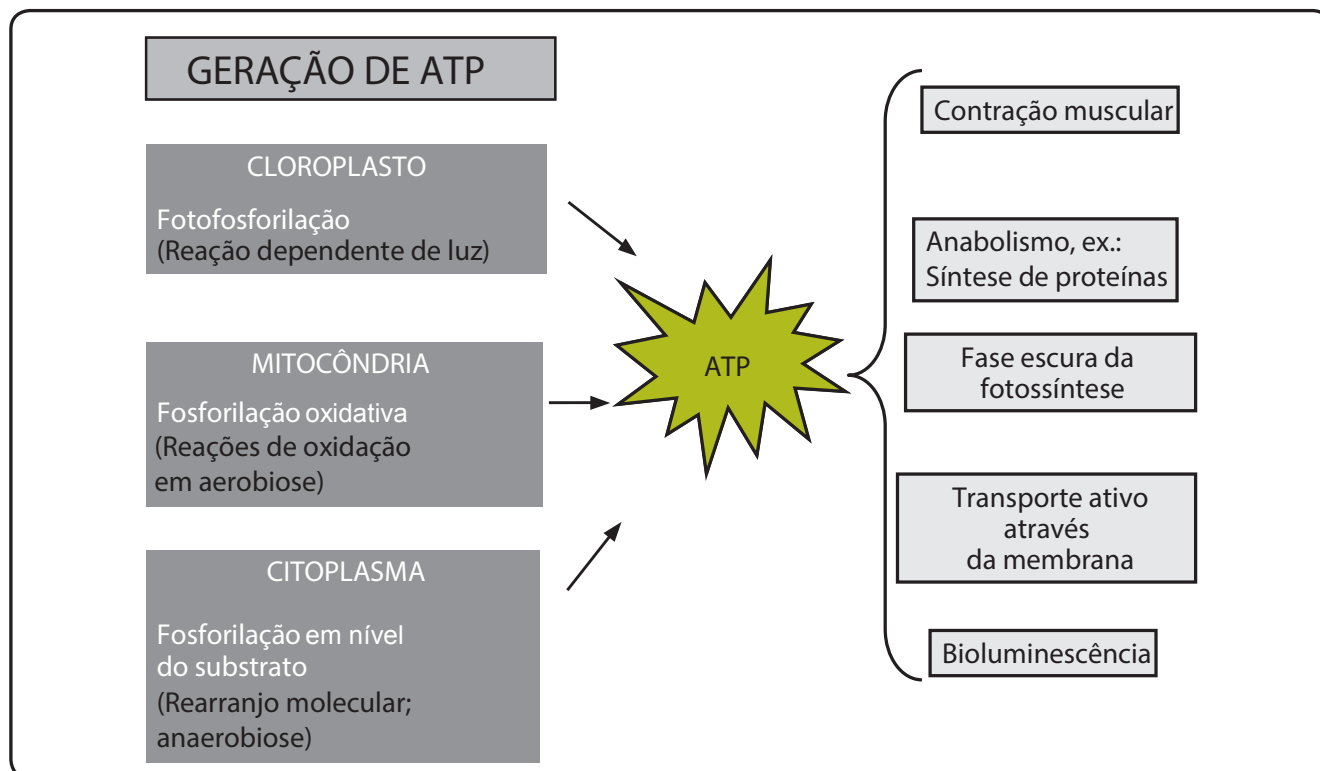 GERAÇÃO DE ATP
CLOROPLASTO
Fotofosforilação
(Reação dependente de luz)
MITOCÔNDRIA
Fosforilação oxidativa
(Reações de oxidação
em aerobiose)
CITOPLASMA
Fosforilação em nível
do substrato
(Rearranjo molecular;
anaerobiose)
ATP
Contração muscular
Anabolismo, ex.:
Síntese de proteínas
Fase escura da
fotossíntese
Transporte ativo
através
da membrana
Bioluminescência